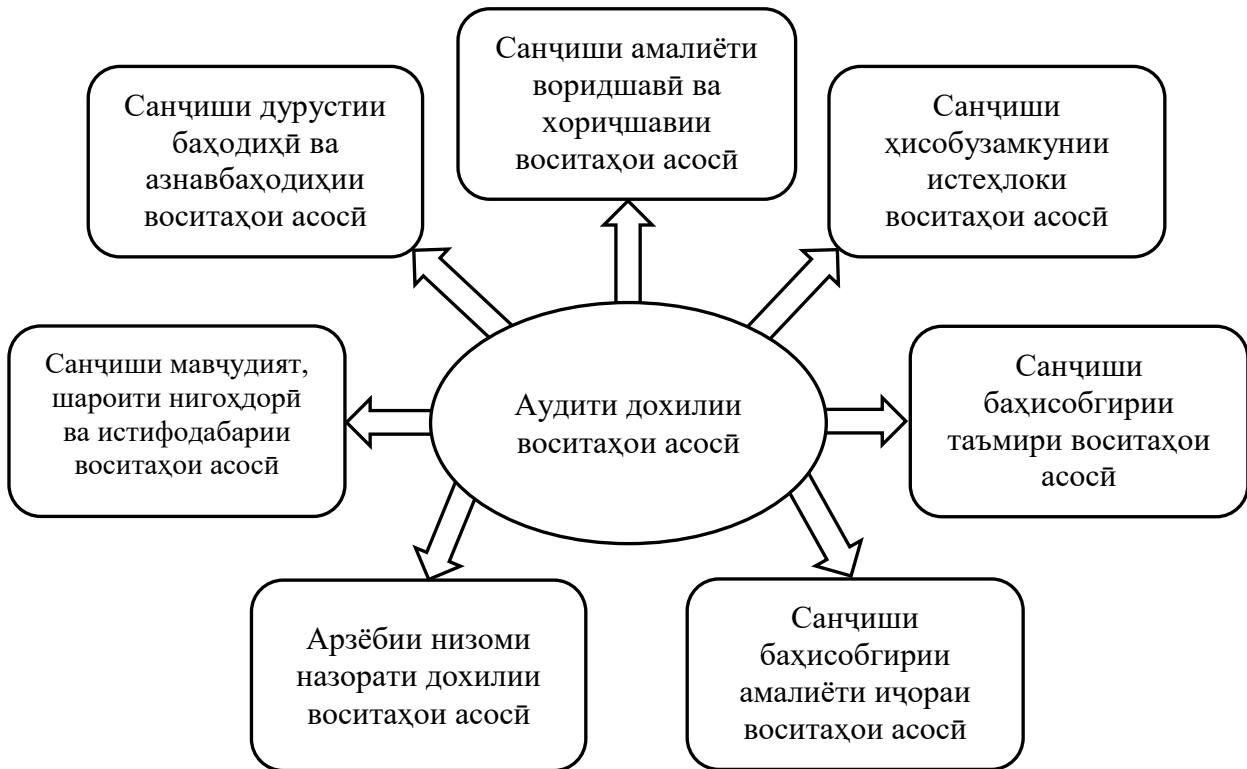 Санҷиши амалиёти
воридшавӣ ва
хориҷшавии
воситаҳои асосӣ
Санҷиши дурустии
баҳодиҳӣ ва
азнавбаҳодиҳии
воситаҳои асосӣ
Санҷиши
ҳисобузамкунии
истеҳлоки
воситаҳои асосӣ
Санҷиши мавҷудият,
шароити нигоҳдорӣ
ва истифодабарии
воситаҳои асосӣ
Аудити дохилии
воситаҳои асосӣ
Санҷиши
баҳисобгирии
таъмири воситаҳои
асосӣ
Арзёбии низоми
назорати дохилии
воситаҳои асосӣ
Санҷиши
баҳисобгирии
амалиёти иҷораи
воситаҳои асосӣ